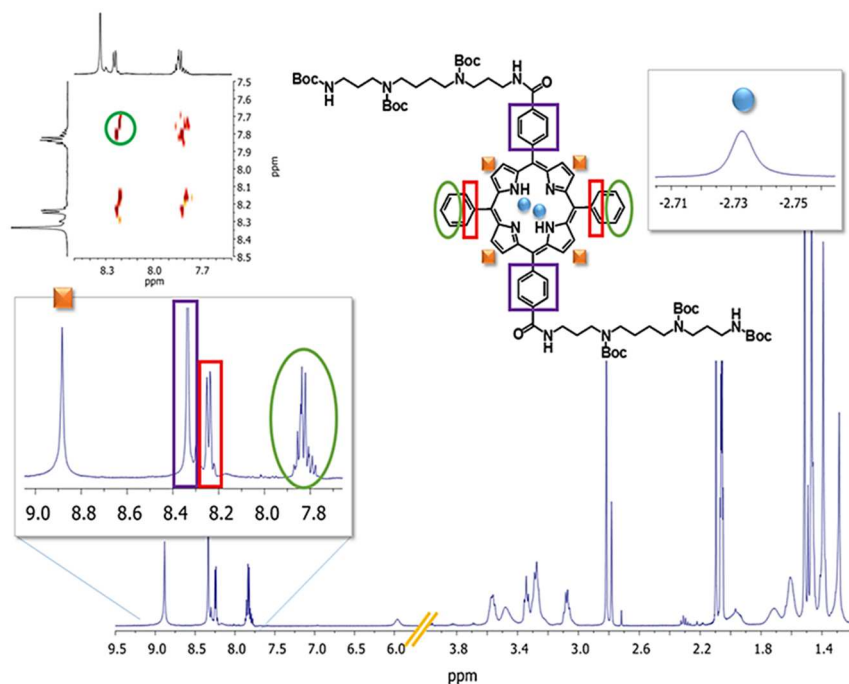 7.5
7.6
7.7
7.8
7.9
8.0
8.1
8.2
8.3
8.4
8.5
ppm
8.3 8.0 7.7
ppm
Boc
BocHN
N
N
Boc
HN
O
NH
N
N
HN
O
N
H
N
Boc
Boc
N
H
N
Boc
-2.71 -2.73 -2.75
ppm
9.0 8.8 8.6 8.4 8.2 8.0 7.8
9.5 9.0 8.5 8.0 7.5 7.0 6.5 6.0 3.8 3.4 3.0 2.6 2.2 1.8 1.4
ppm